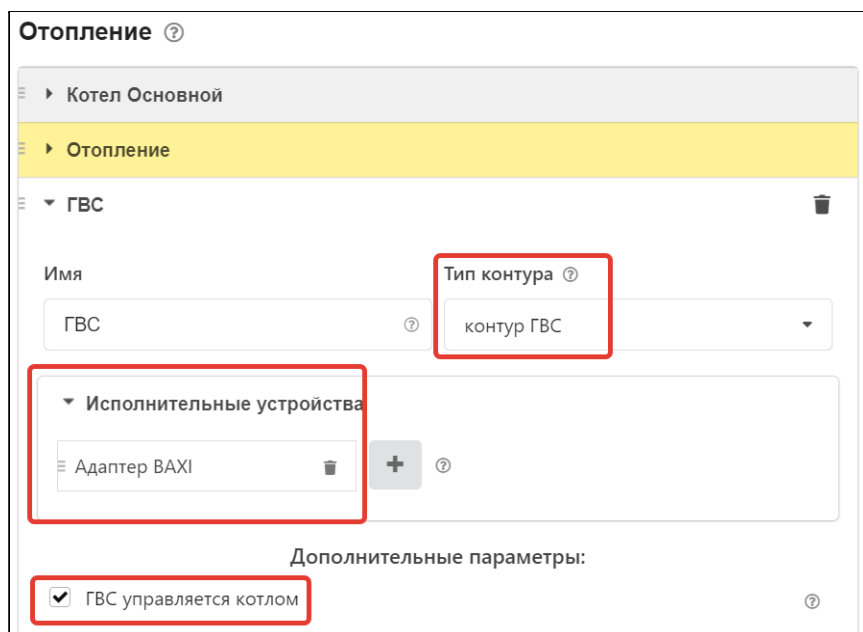 Отопление
Котел Основной
Отопление
ГВС
Имя
Тип контура
ГВС
контур ГВС
Исполнительные устройства
Адаптер BAXI
Дополнительные параметры:
ГВС управляется котлом